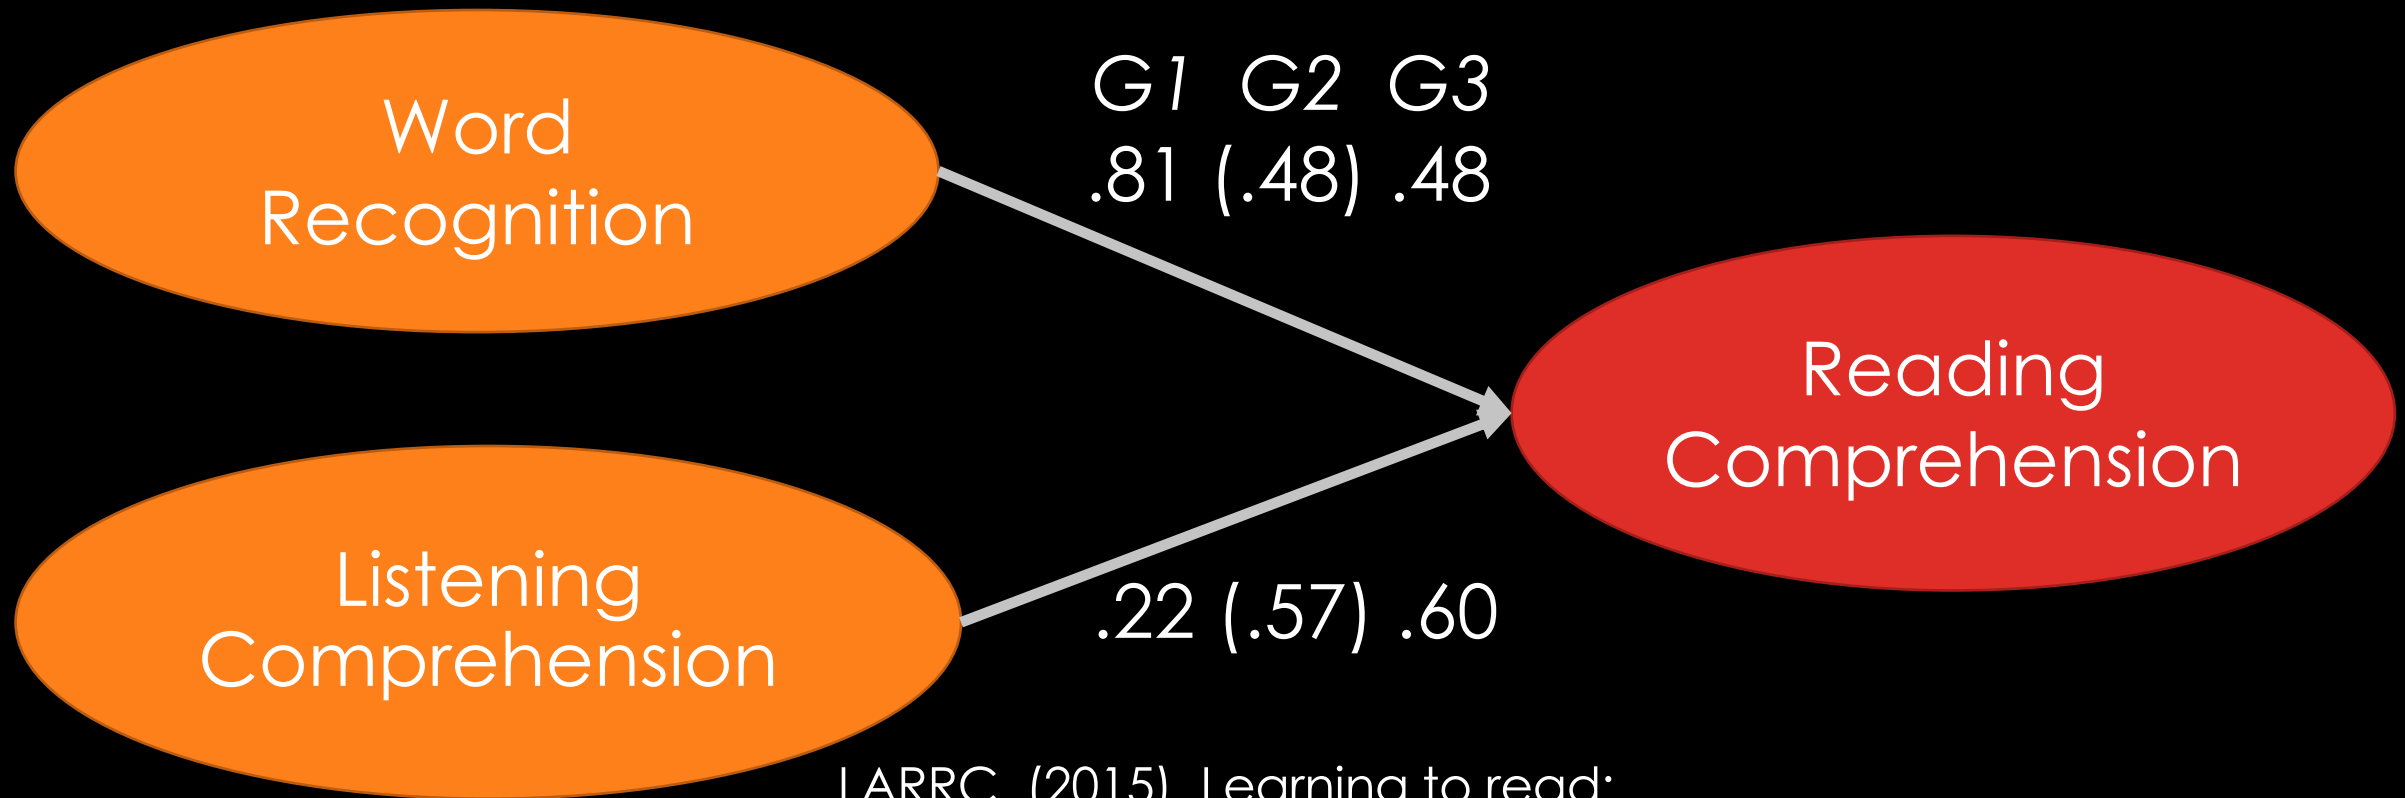 Word
Recognition
G1 G2 G3
.81 (.48) .48
Reading
Comprehension
Listening
Comprehension
.22 (.57) .60
LARRC (2015) Learning to read: